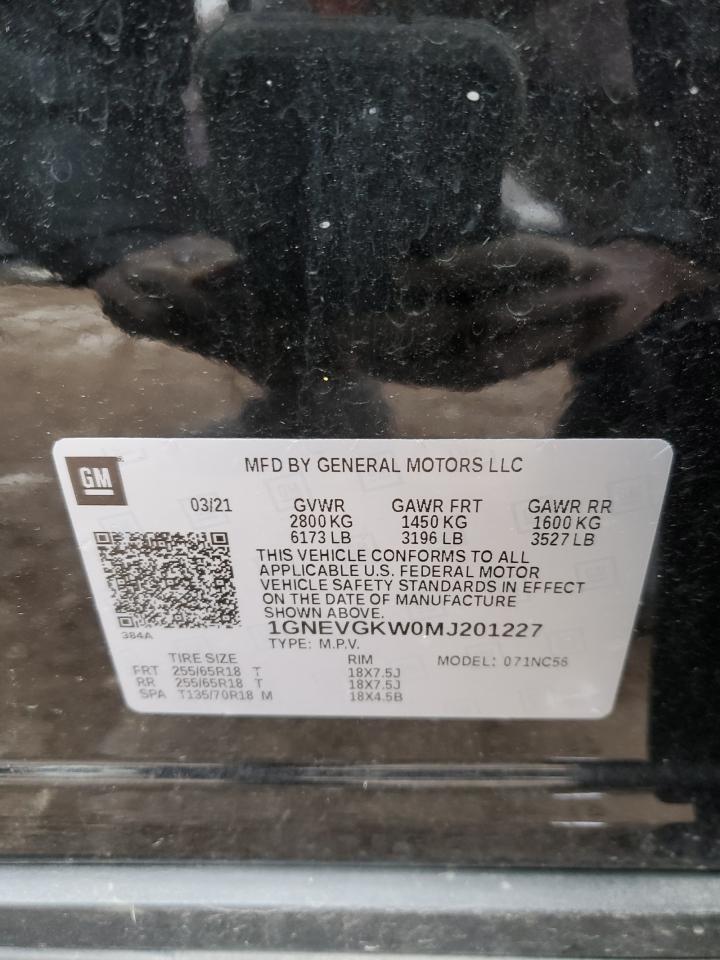 GM
MFD BY GENERAL MOTORS LLC
03/21 GVWR GAWR FRT GAWR RR
2800 KG 1450 KG 1600 KG
6173 LB 3196 LB 3527 LB
THIS VEHICLE CONFORMS TO ALL
APPLICABLE U.S. FEDERAL MOTOR
VEHICLE SAFETY STANDARDS IN EFFECT
ON THE DATE OF MANUFACTURE
SHOWN ABOVE.
384A
1GNEVGKW0MJ201227
TYPE: M.P.V.
TIRE SIZE RIM MODEL: 071NC56
FRT 255/65R18 T 18X7.5J
RR 255/65R18 T 18X7.5J
SPA T135/70R18 M 18X4.5B